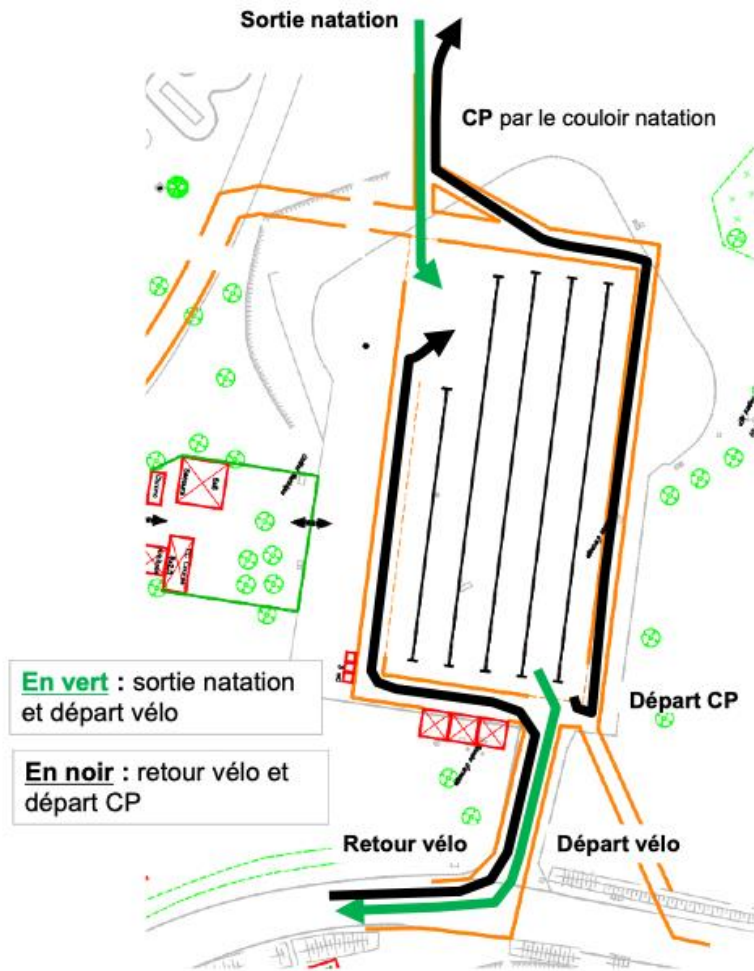 Sortie natation
CP par le couloir natation
En vert : sortie natation
et départ vélo
Départ CP
En noir : retour vélo et
départ CP
Retour vélo
Départ vélo